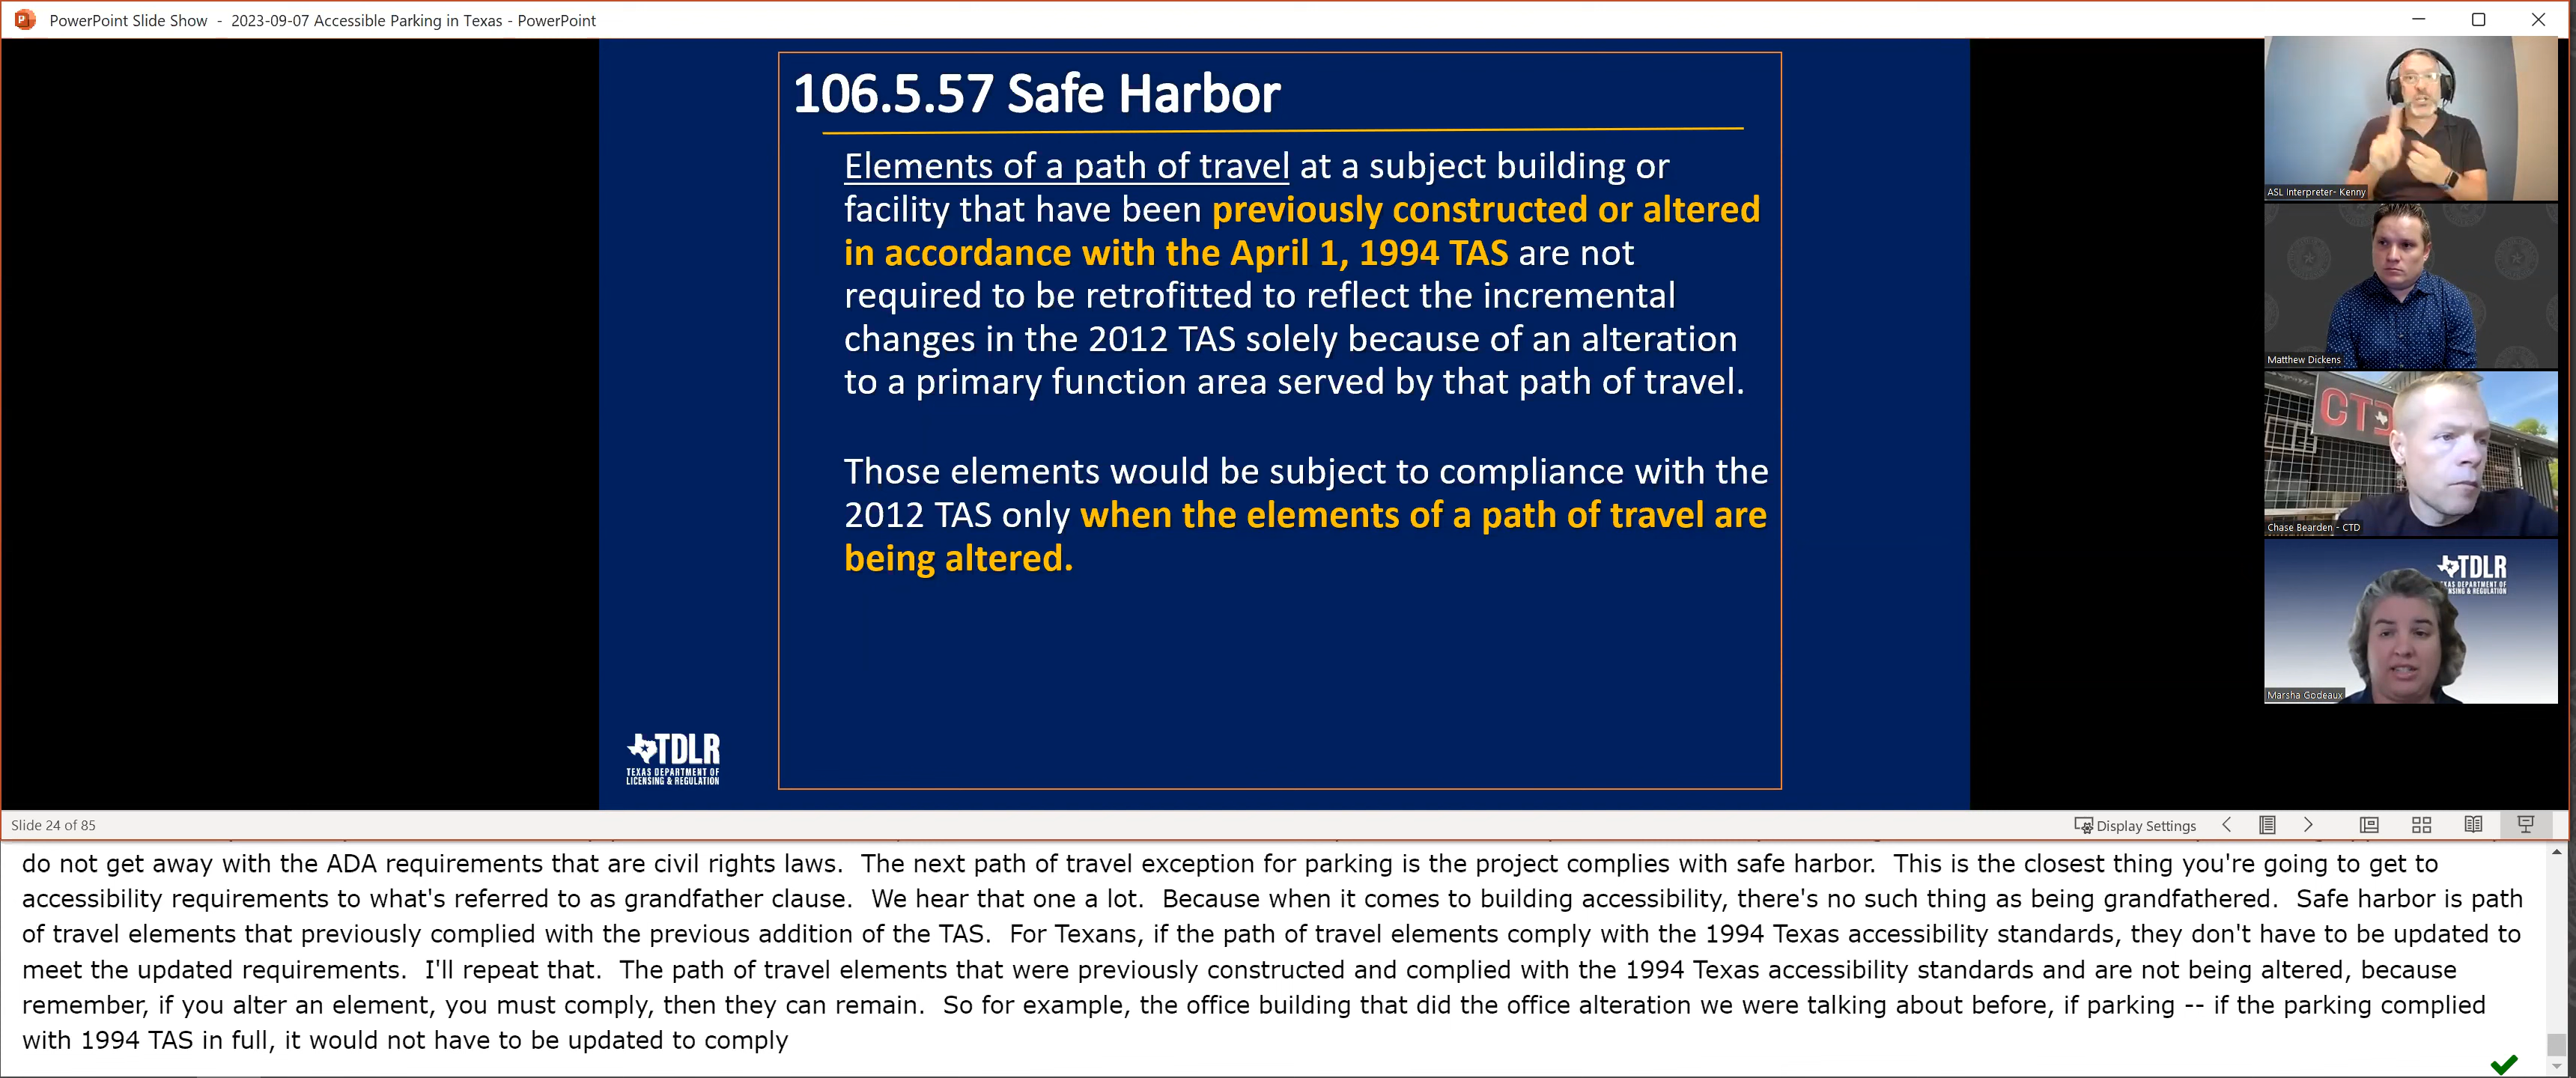 PowerPoint Slide Show - 2023-09-07 Accessible Parking in Texas - PowerPoint
106.5.57 Safe Harbor
Elements of a path of travel at a subject building or
facility that have been previously constructed or altered
in accordance with the April 1, 1994 TAS are not
required to be retrofitted to reflect the incremental
changes in the 2012 TAS solely because of an alteration
to a primary function area served by that path of travel.
Those elements would be subject to compliance with the
2012 TAS only when the elements of a path of travel are
being altered.
TDLR
TEXAS DEPARTMENT OF
LICENSING & REGULATION
ASL Interpreter- Kenny
Matthew Dickens
CTD
Chase Bearden - CTD
TDLR
AS DEPARTMENT OF
NSING & REGULATION
Marsha Godeaux
Slide 24 of 85
Display Settings
do not get away with the ADA requirements that are civil rights laws. The next path of travel exception for parking is the project complies with safe harbor. This is the closest thing you're going to get to
accessibility requirements to what's referred to as grandfather clause. We hear that one a lot. Because when it comes to building accessibility, there's no such thing as being grandfathered. Safe harbor is path
of travel elements that previously complied with the previous addition of the TAS. For Texans, if the path of travel elements comply with the 1994 Texas accessibility standards, they don't have to be updated to
meet the updated requirements. I'll repeat that. The path of travel elements that were previously constructed and complied with the 1994 Texas accessibility standards and are not being altered, because
remember, if you alter an element, you must comply, then they can remain. So for example, the office building that did the office alteration we were talking about before, if parking -- if the parking complied
with 1994 TAS in full, it would not have to be updated to comply